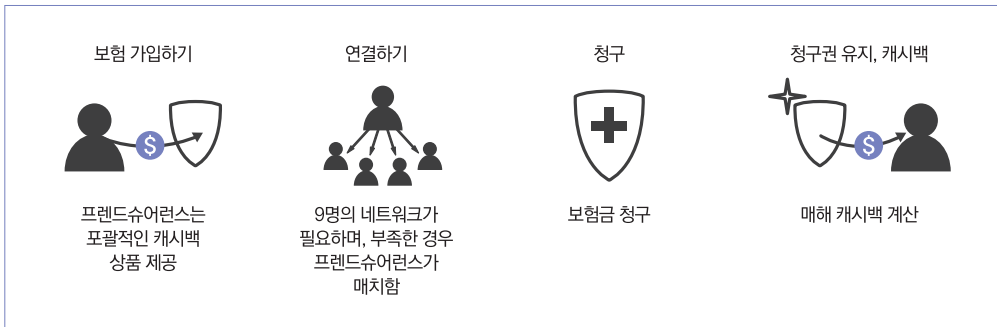 보험 가입하기
연결하기
청구
청구권 유지, 캐시백
$
$
프렌드슈어런스는
포괄적인 캐시백
상품 제공
9명의 네트워크가
필요하며, 부족한 경우
프렌드슈어런스가
매치함
보험금 청구
매해 캐시백 계산